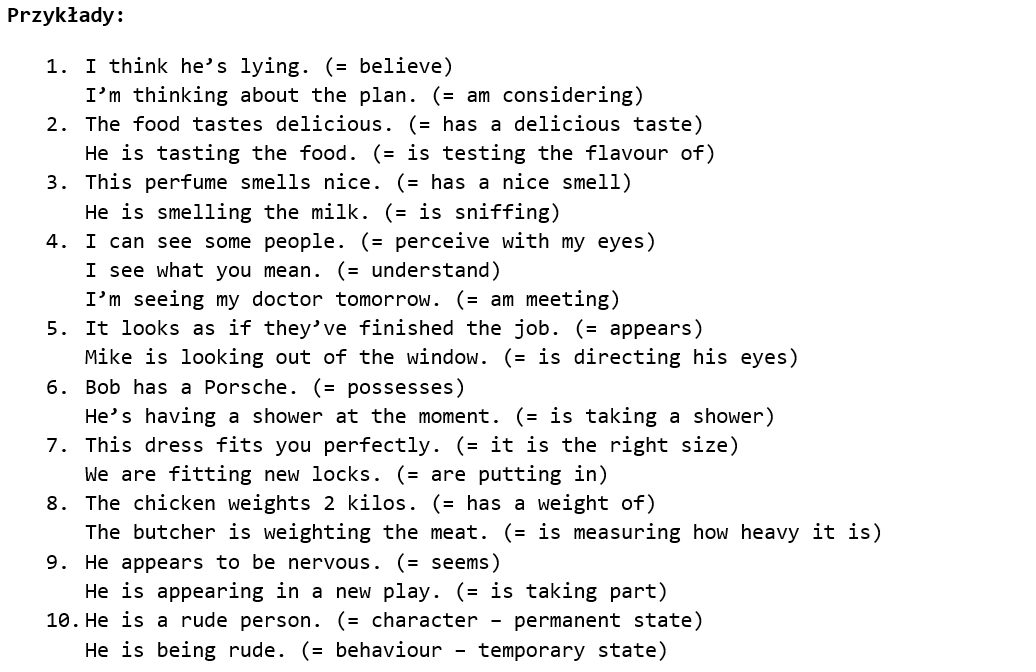 Przykłady:
1. I think he’s lying. (= believe)
I’m thinking about the plan. (= am considering)
2. The food tastes delicious. (= has a delicious taste)
He is tasting the food. (= is testing the flavour of)
3. This perfume smells nice. (= has a nice smell)
He is smelling the milk. (= is sniffing)
4. I can see some people. (= perceive with my eyes)
I see what you mean. (= understand)
I’m seeing my doctor tomorrow. (= am meeting)
5. It looks as if they’ve finished the job. (= appears)
Mike is looking out of the window. (= is directing his eyes)
6. Bob has a Porsche. (= possesses)
He’s having a shower at the moment. (= is taking a shower)
7. This dress fits you perfectly. (= it is the right size)
We are fitting new locks. (= are putting in)
8. The chicken weights 2 kilos. (= has a weight of)
The butcher is weighting the meat. (= is measuring how heavy it is)
9. He appears to be nervous. (= seems)
He is appearing in a new play. (= is taking part)
10. He is a rude person. (= character – permanent state)
He is being rude. (= behaviour – temporary state)